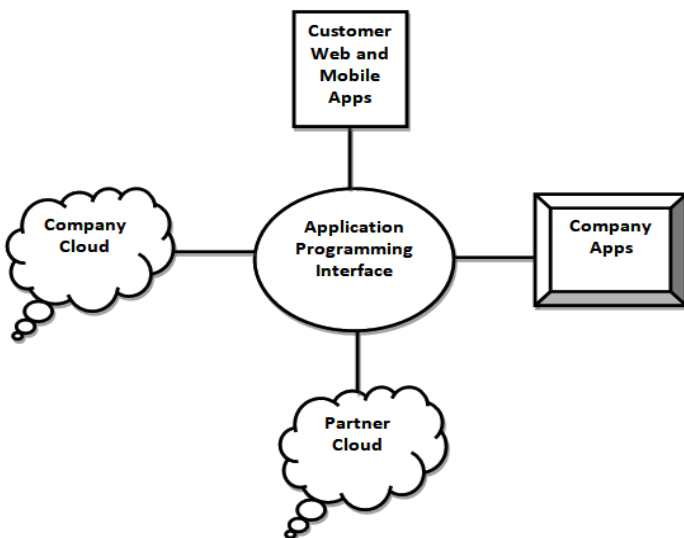 Customer
Web and
Mobile
Apps
Company
Cloud
Application
Programming
Interface
Company
Apps
Partner
Cloud